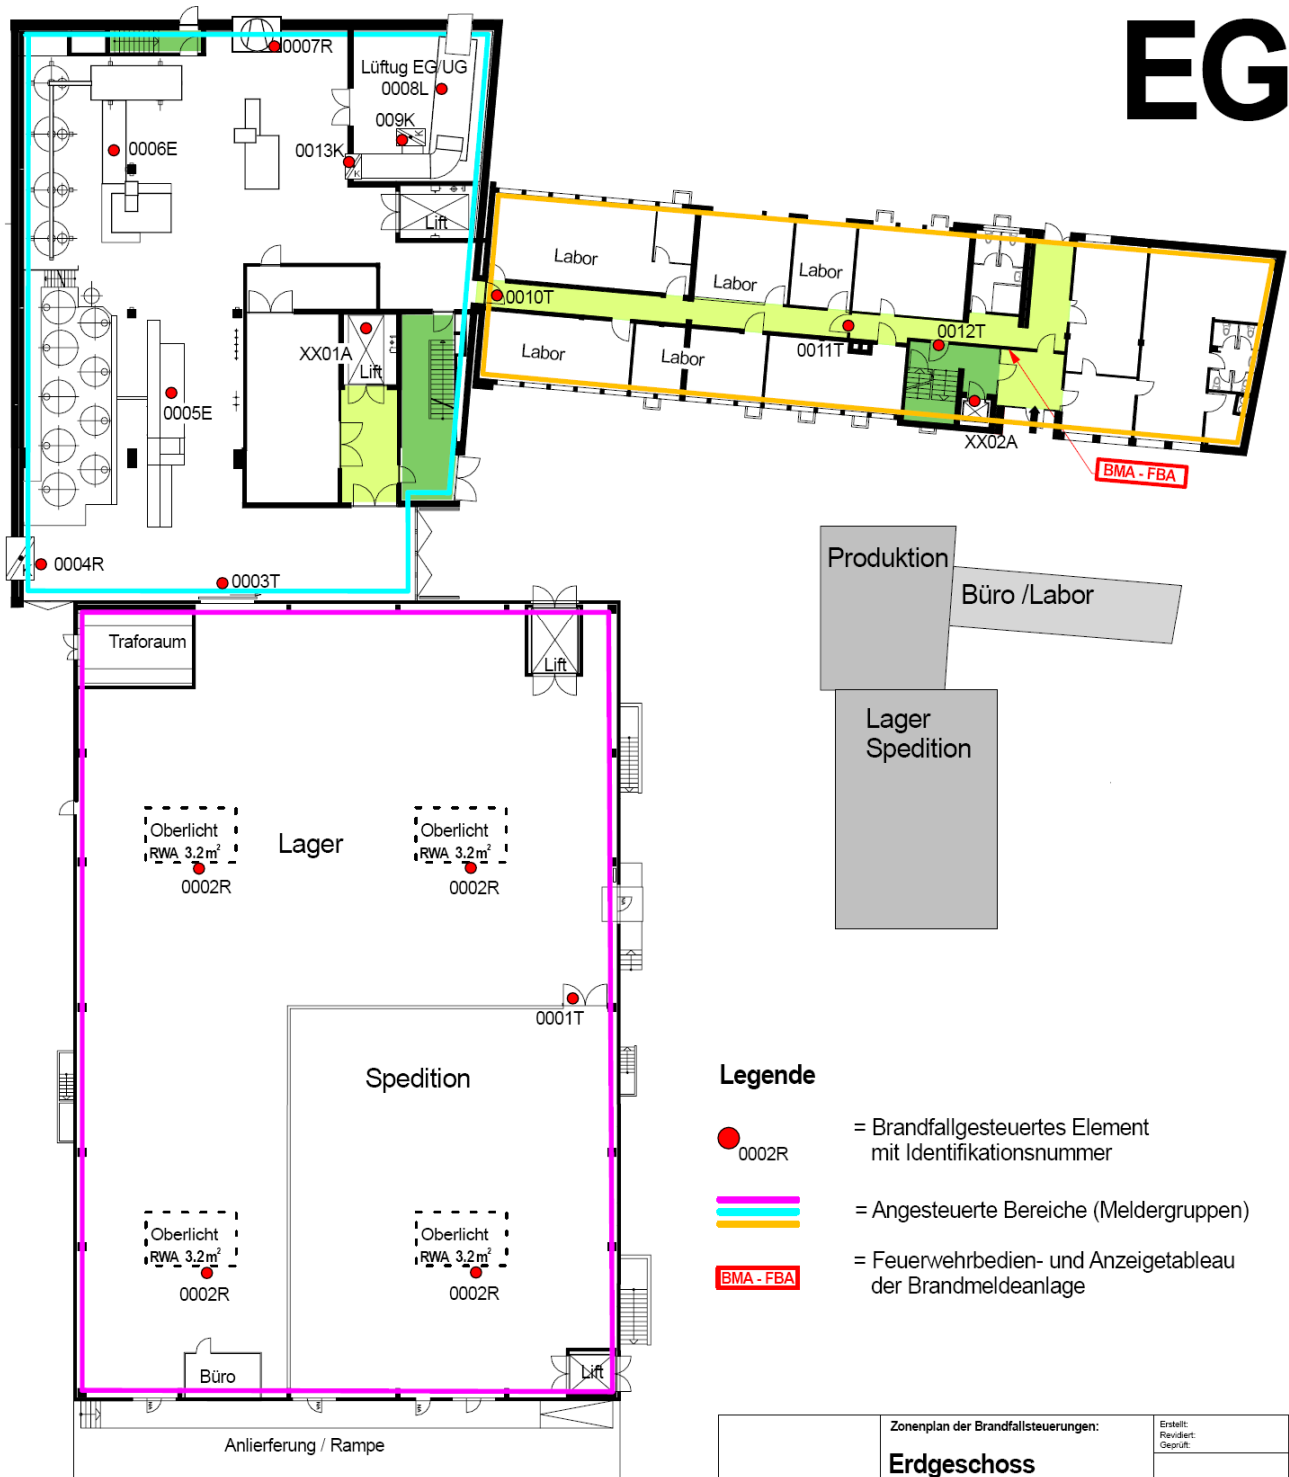 EG
0007R
Lüftug EG/UG
0008L
009K
0013K
0006E
Lift
Labor
Labor
Labor
0010T
0012T
0011T
XX01A
Lift
Labor
Labor
0005E
XX02A
BMA - FBA
0004R
0003T
Produktion
Büro /Labor
Traforaum
Lift
Lager
Spedition
Oberlicht
RWA 3.2m²
0002R
Lager
Oberlicht
RWA 3.2m²
0002R
0001T
Spedition
Legende
0002R
= Brandfallgesteuertes Element
mit Identifikationsnummer
= Angesteuerte Bereiche (Meldergruppen)
BMA - FBA
= Feuerwehrbedien- und Anzeigetableau
der Brandmeldeanlage
Oberlicht
RWA 3.2m²
0002R
Oberlicht
RWA 3.2m²
0002R
Büro
Lift
Anlierferung / Rampe
Zonenplan der Brandfallsteuerungen:
Erdgeschoss
Erstellt:
Revidiert:
Geprüft: